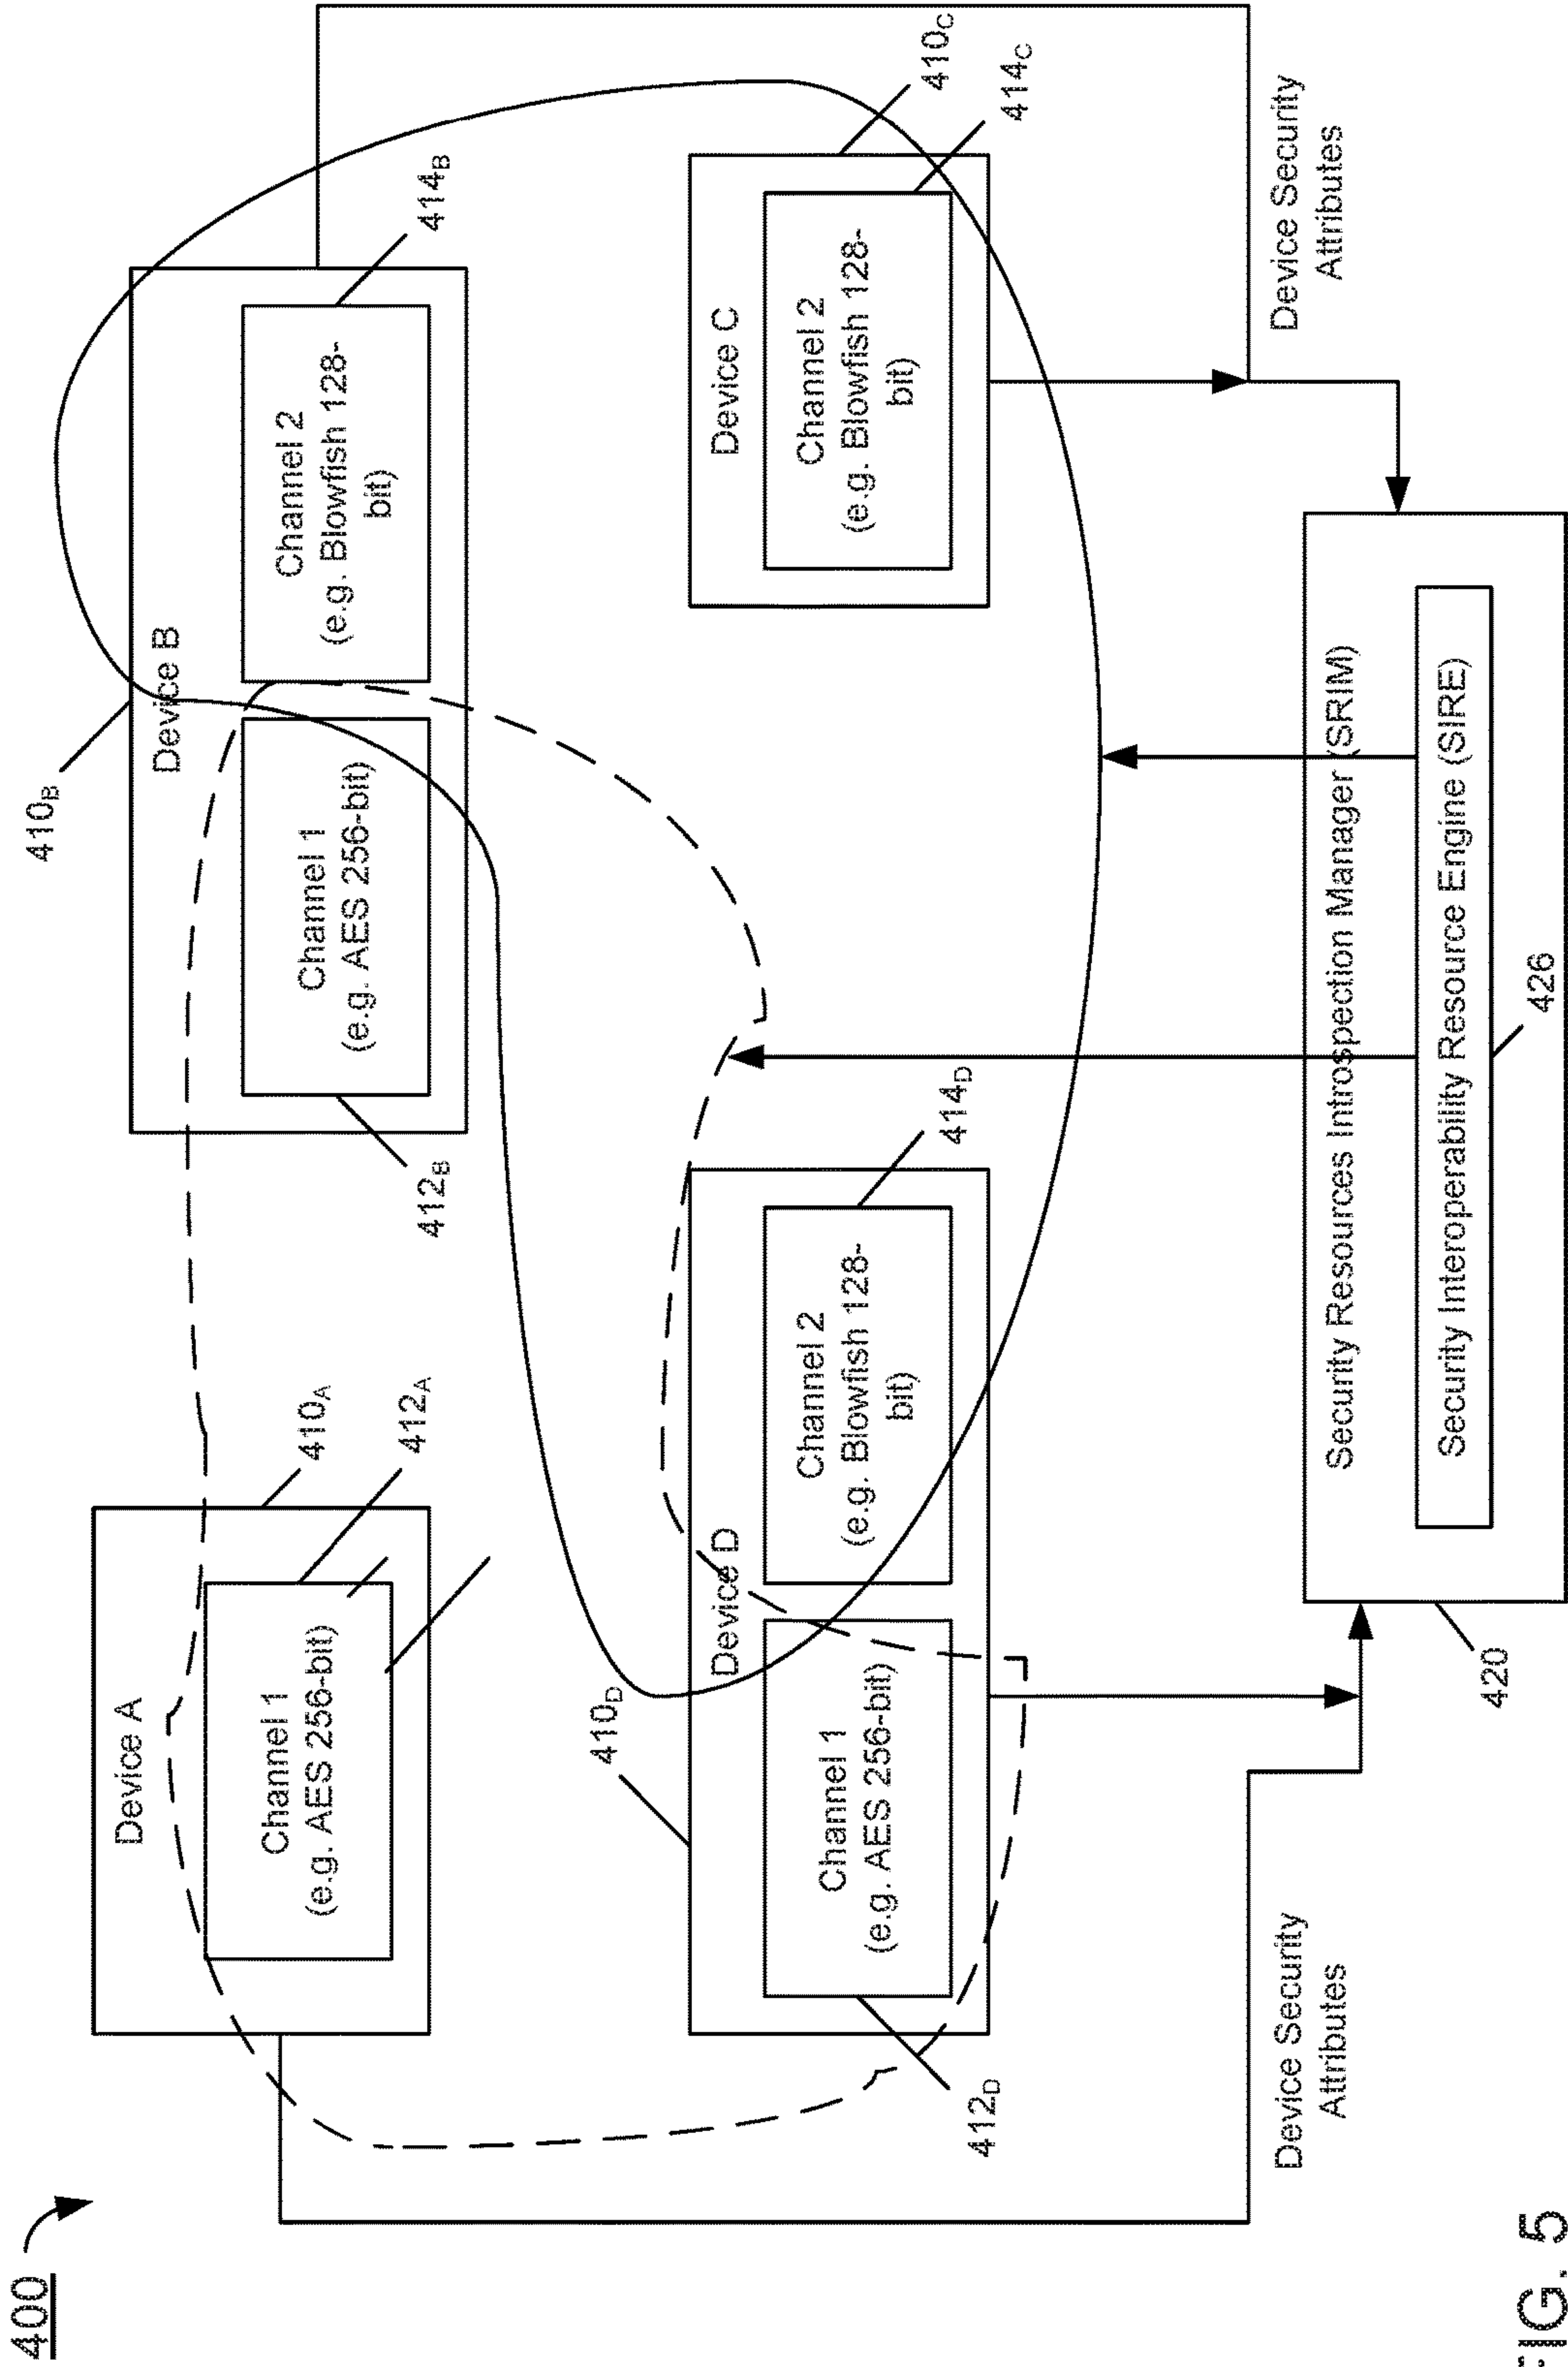 400
Device A
Channel 1
(e.g. AES 256-bit)
410A
412A
410B
Device B
Channel 1
(e.g. AES 256-bit)
412B
Channel 2
(e.g. Blowfish 128-
bit)
414B
410D
Device D
Channel 1
(e.g. AES 256-bit)
412D
Channel 2
(e.g. Blowfish 128-
bit)
414D
Device C
Channel 2
(e.g. Blowfish 128-
bit)
410C
414C
Device Security
Attributes
Device Security
Attributes
Security Resources Introspection Manager (SRIM)
Security Interoperability Resource Engine (SIRE)
420
426
FIG. 5